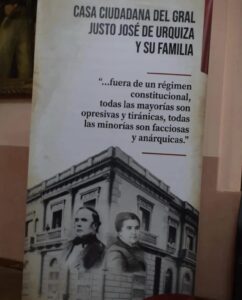 CASA CIUDADANA DEL GRAL
JUSTO JOSÉ DE URQUIZA
Y SU FAMILIA
"...fuera de un régimen
constitucional,
todas las mayorías son
opresivas y tiránicas, todas
las minorías son facciosas
y anárquicas."